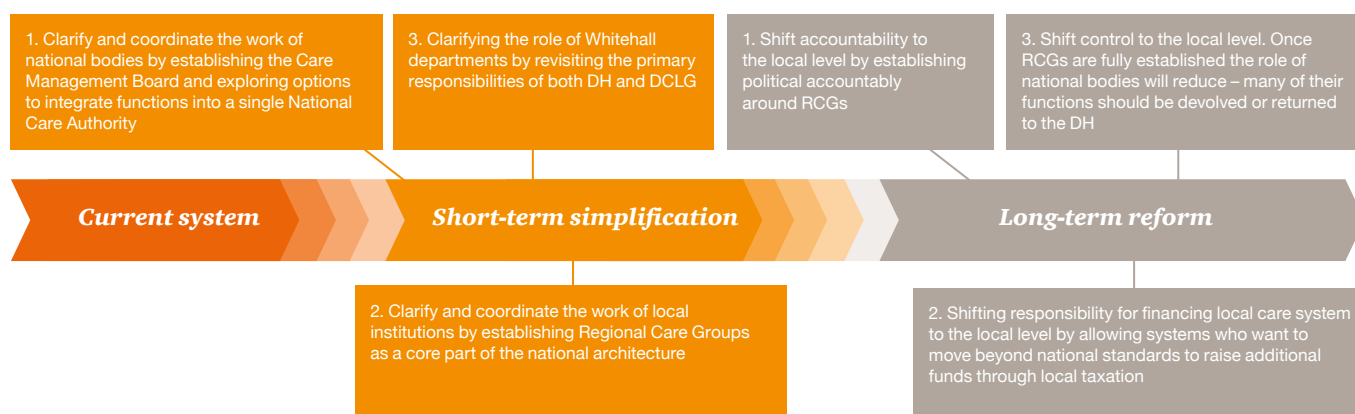 1. Clarify and coordinate the work of
national bodies by establishing the Care
Management Board and exploring options
to integrate functions into a single National
Care Authority
3. Clarifying the role of Whitehall
departments by revisiting the primary
responsibilities of both DH and DCLG
1. Shift accountability to
the local level by establishing
political accountably
around RCGs
3. Shift control to the local level. Once
RCGs are fully established the role of
national bodies will reduce – many of their
functions should be devolved or returned
to the DH
Current system
Short-term simplification
Long-term reform
2. Clarify and coordinate the work of local
institutions by establishing Regional Care Groups
as a core part of the national architecture
2. Shifting responsibility for financing local care system
to the local level by allowing systems who want to
move beyond national standards to raise additional
funds through local taxation